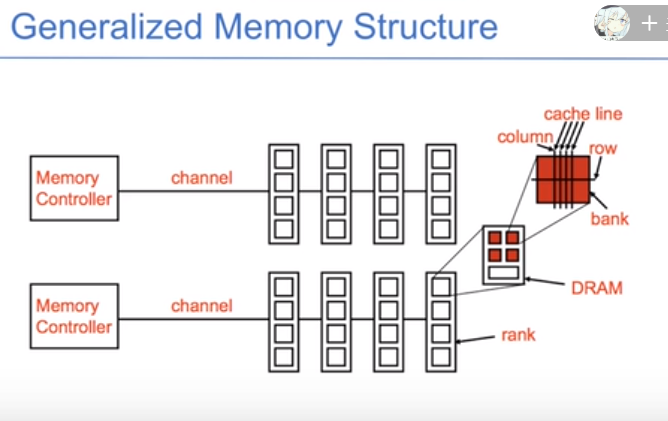 Generalized Memory Structure
cache line
column
row
Memory
Controller
channel
bank
DRAM
Memory
Controller
channel
rank